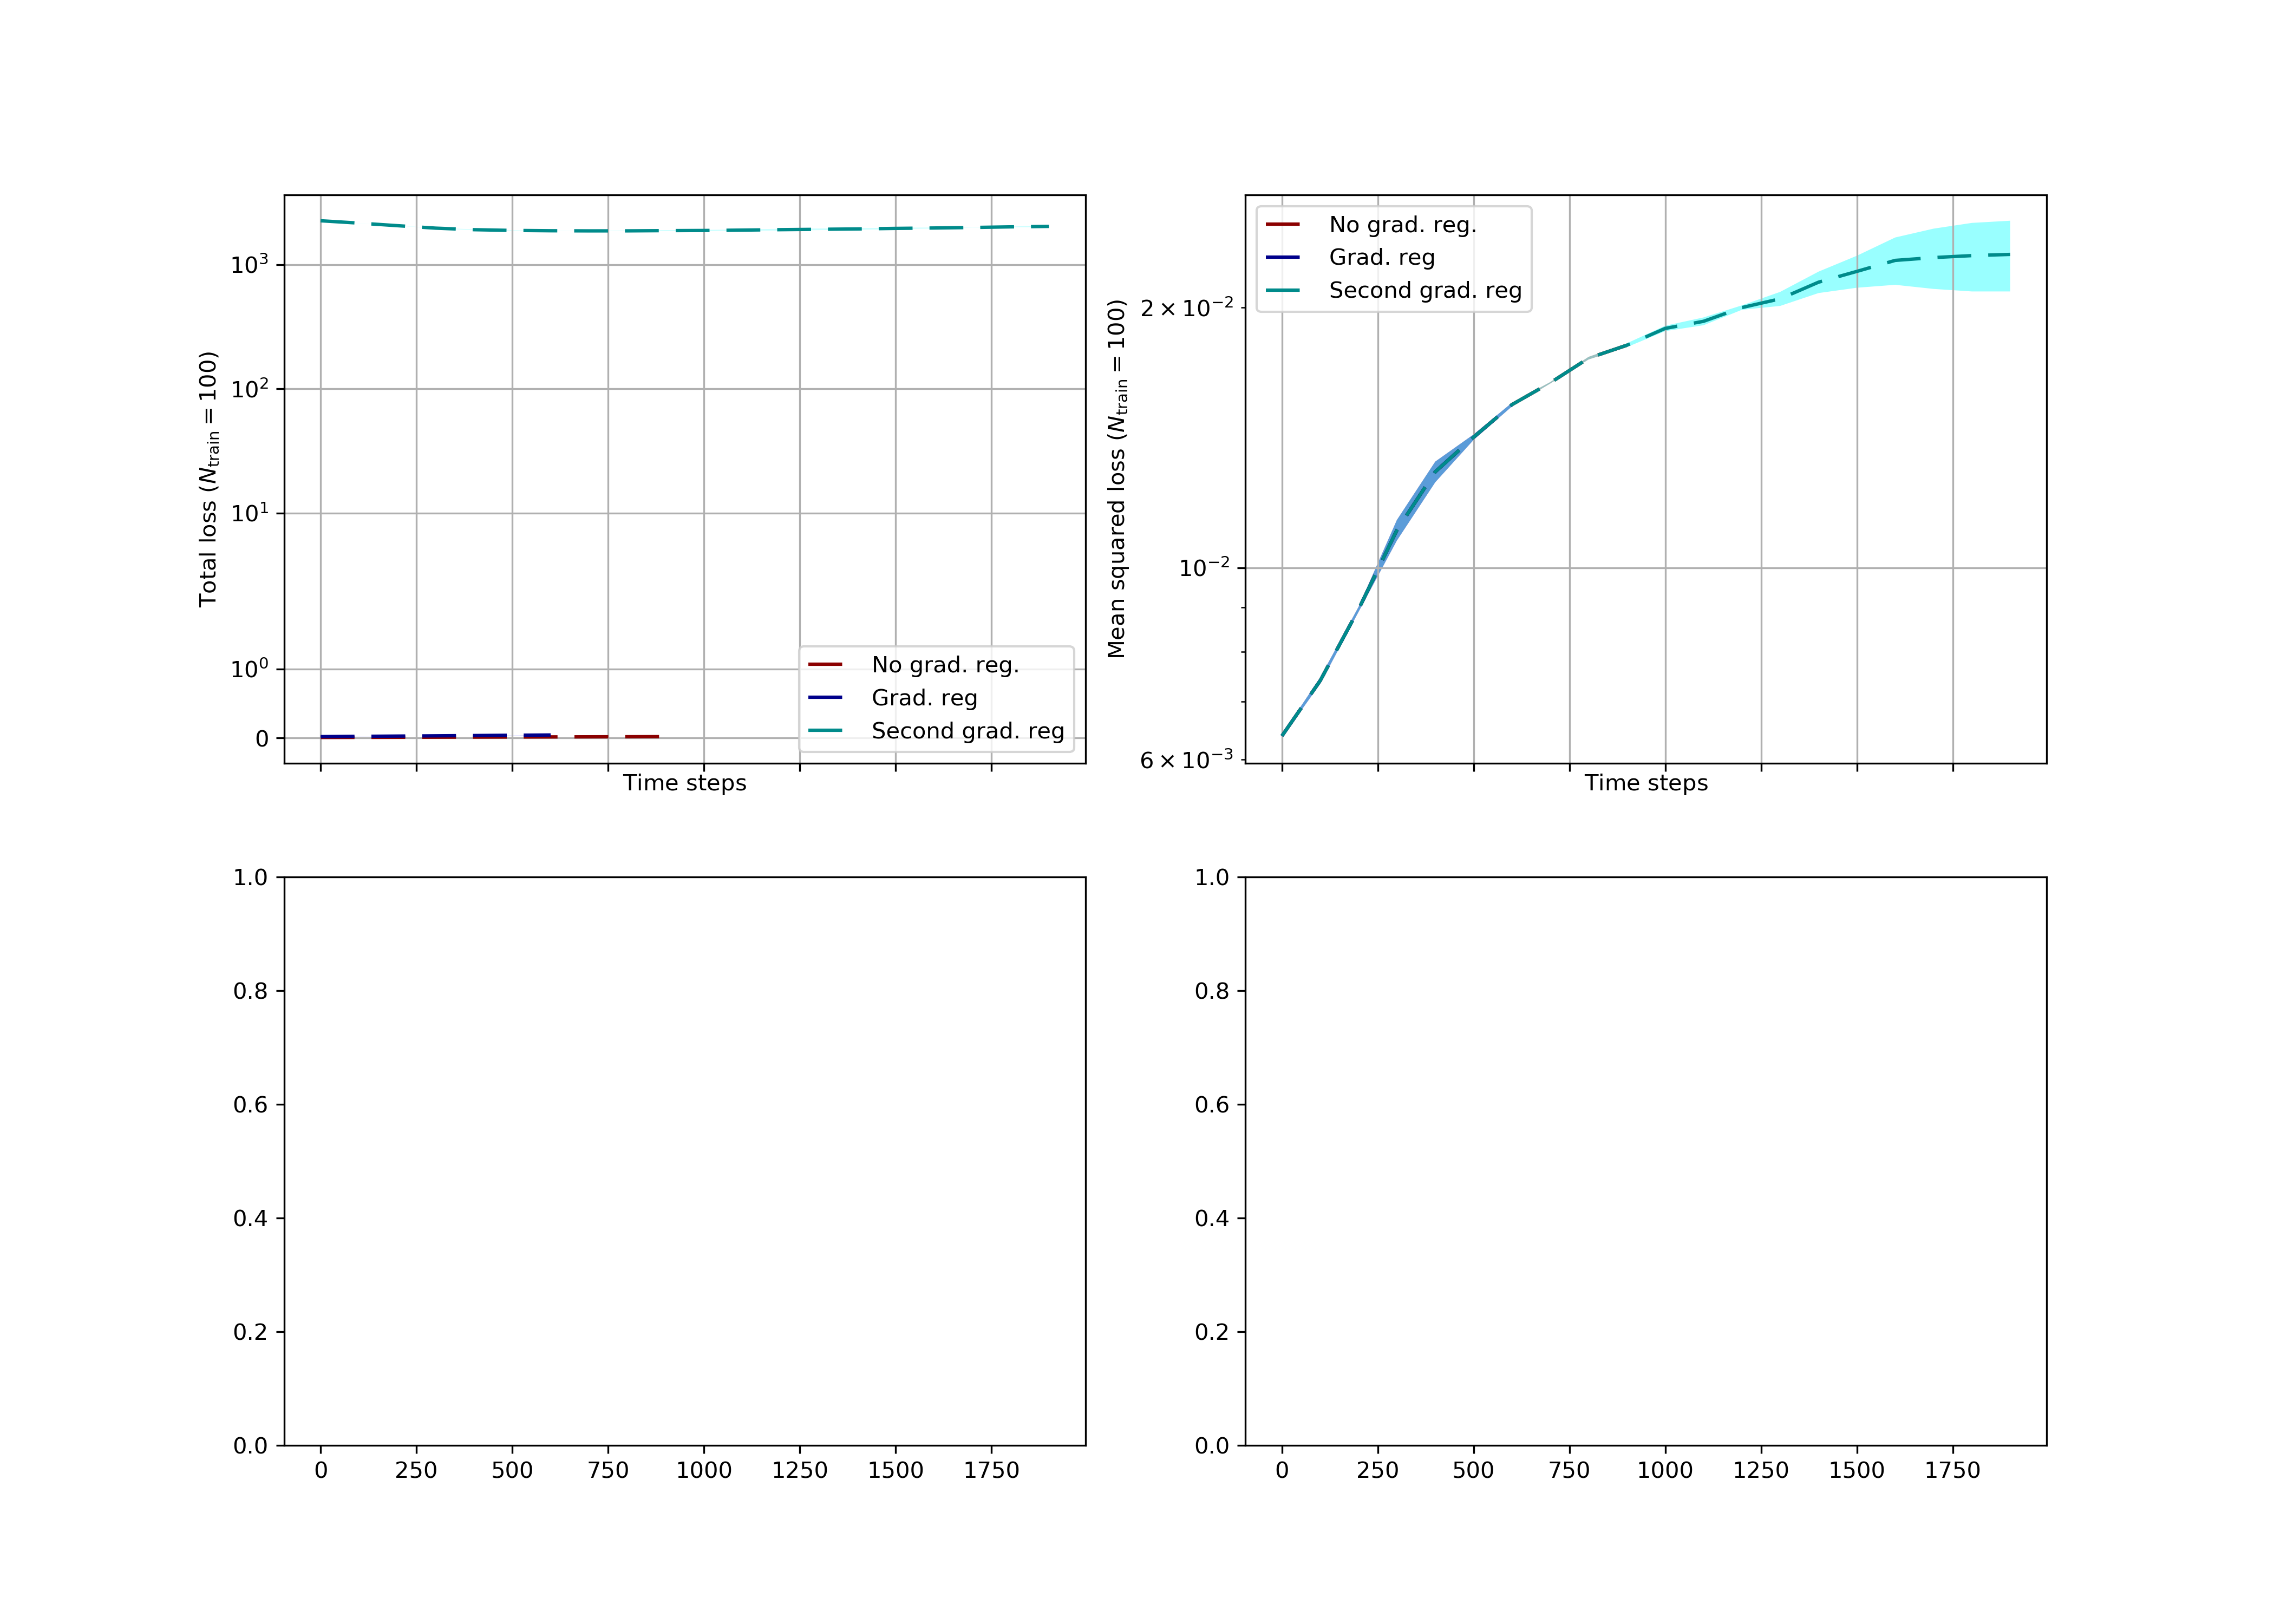 Total loss (N_train = 100)
10^3
10^2
10^1
10^0
0
No grad. reg.
Grad. reg
Second grad. reg
Time steps
Mean squared loss (N_train = 100)
2 × 10^−2
10^−2
6 × 10^−3
No grad. reg.
Grad. reg
Second grad. reg
Time steps
1.0
0.8
0.6
0.4
0.2
0.0
0 250 500 750 1000 1250 1500 1750
1.0
0.8
0.6
0.4
0.2
0.0
0 250 500 750 1000 1250 1500 1750